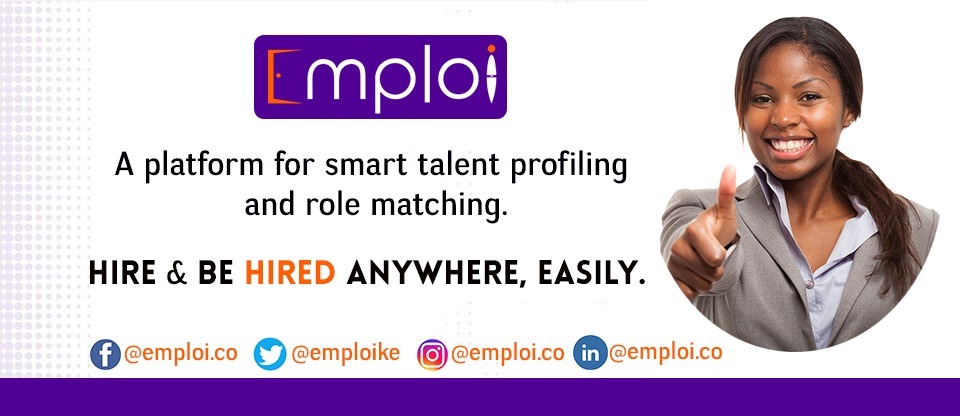 Emploi
A platform for smart talent profiling
and role matching.
HIRE & BE HIRED ANYWHERE, EASILY.
f @emploi.co @emploike @emploi.co in @emploi.co